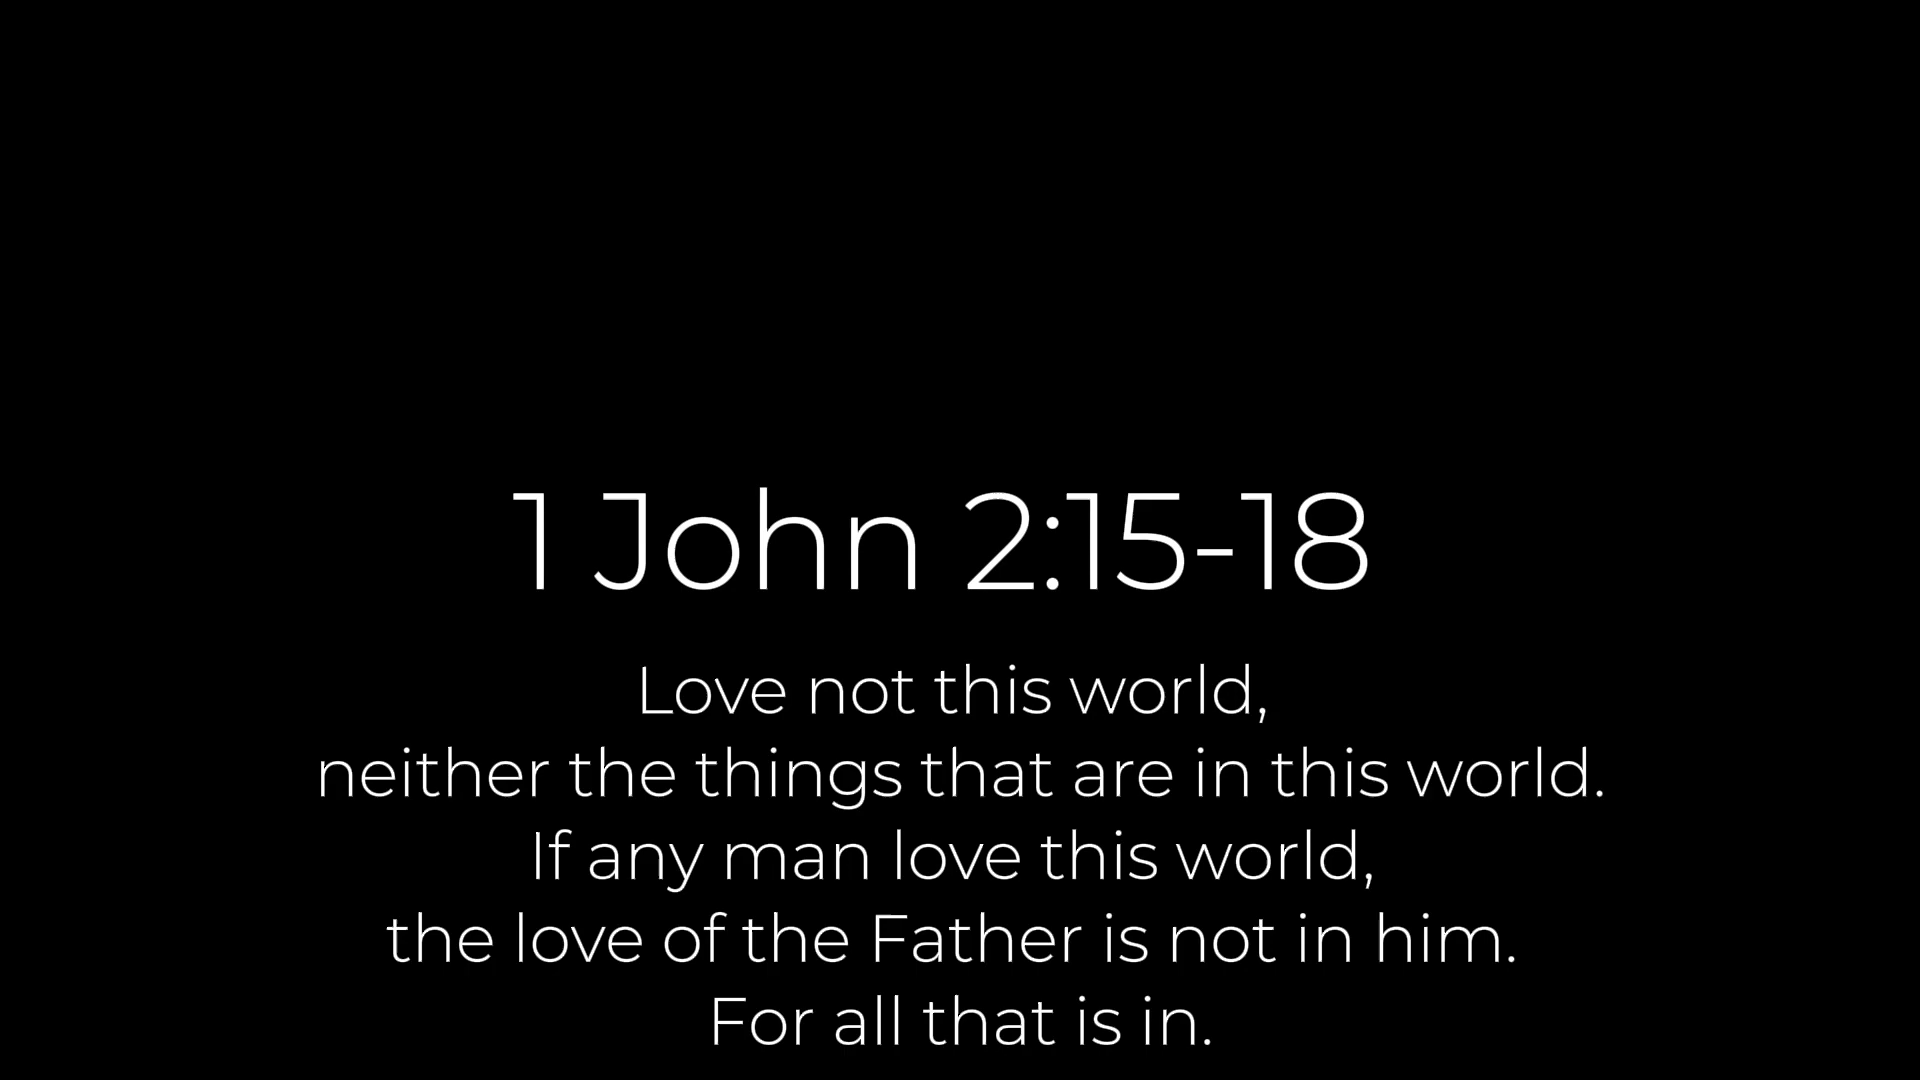 1 John 2:15-18
Love not this world,
neither the things that are in this world.
If any man love this world,
the love of the Father is not in him.
For all that is in.